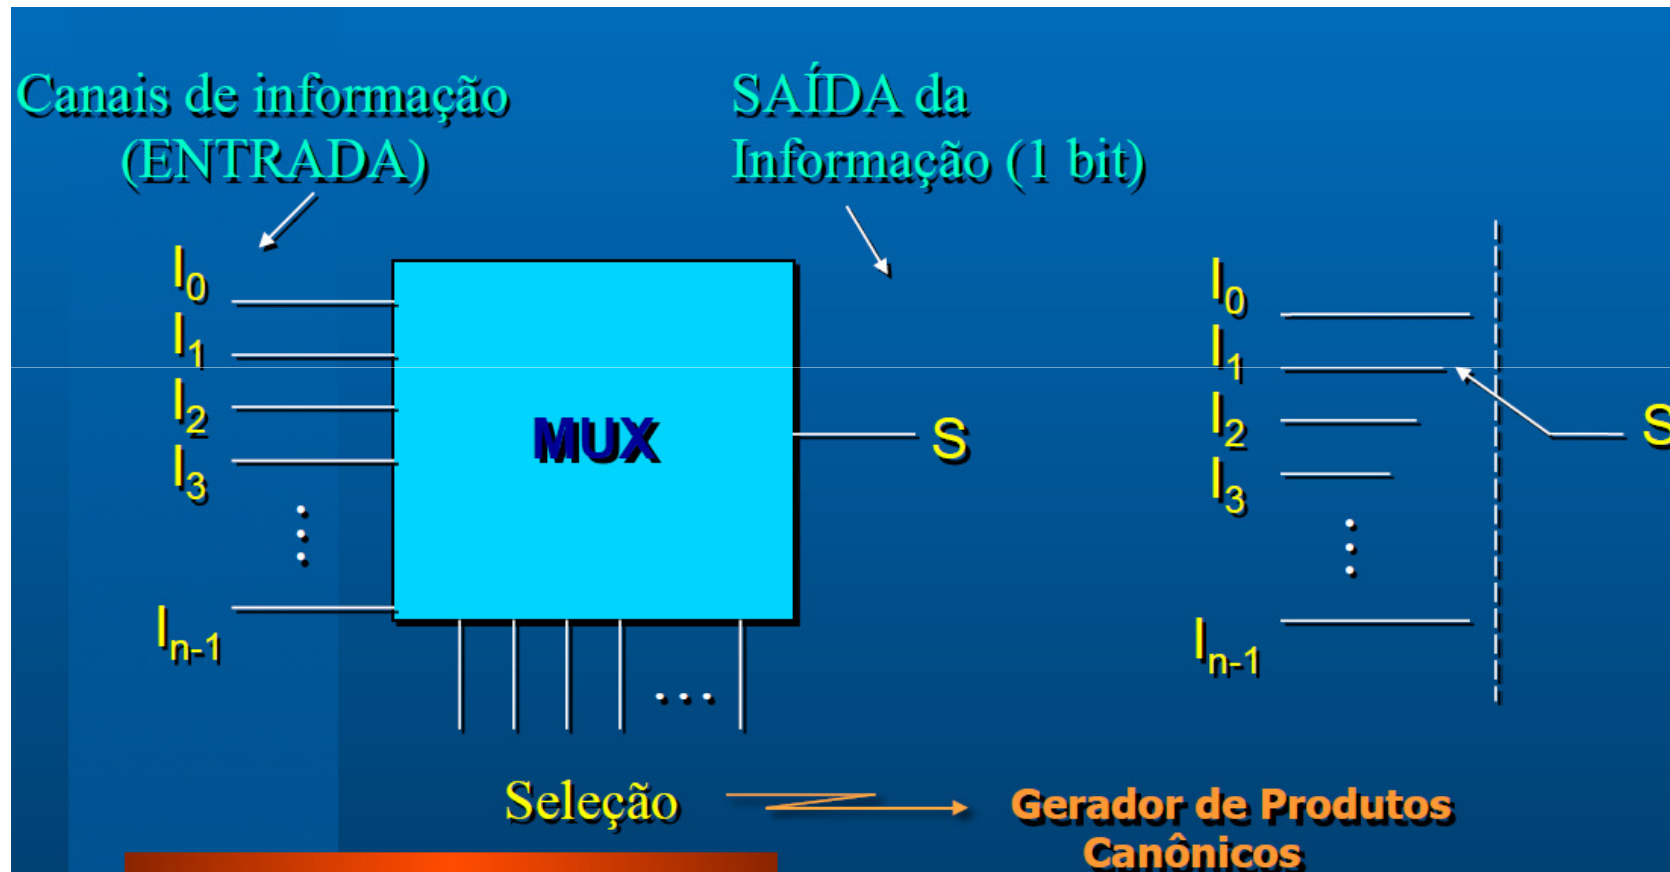 Canais de informação
(ENTRADA)
SAÍDA da
Informação (1 bit)
I0
I1
I2
I3
In-1
MUX
S
I0
I1
I2
I3
In-1
S
Seleção
Gerador de Produtos
Canônicos